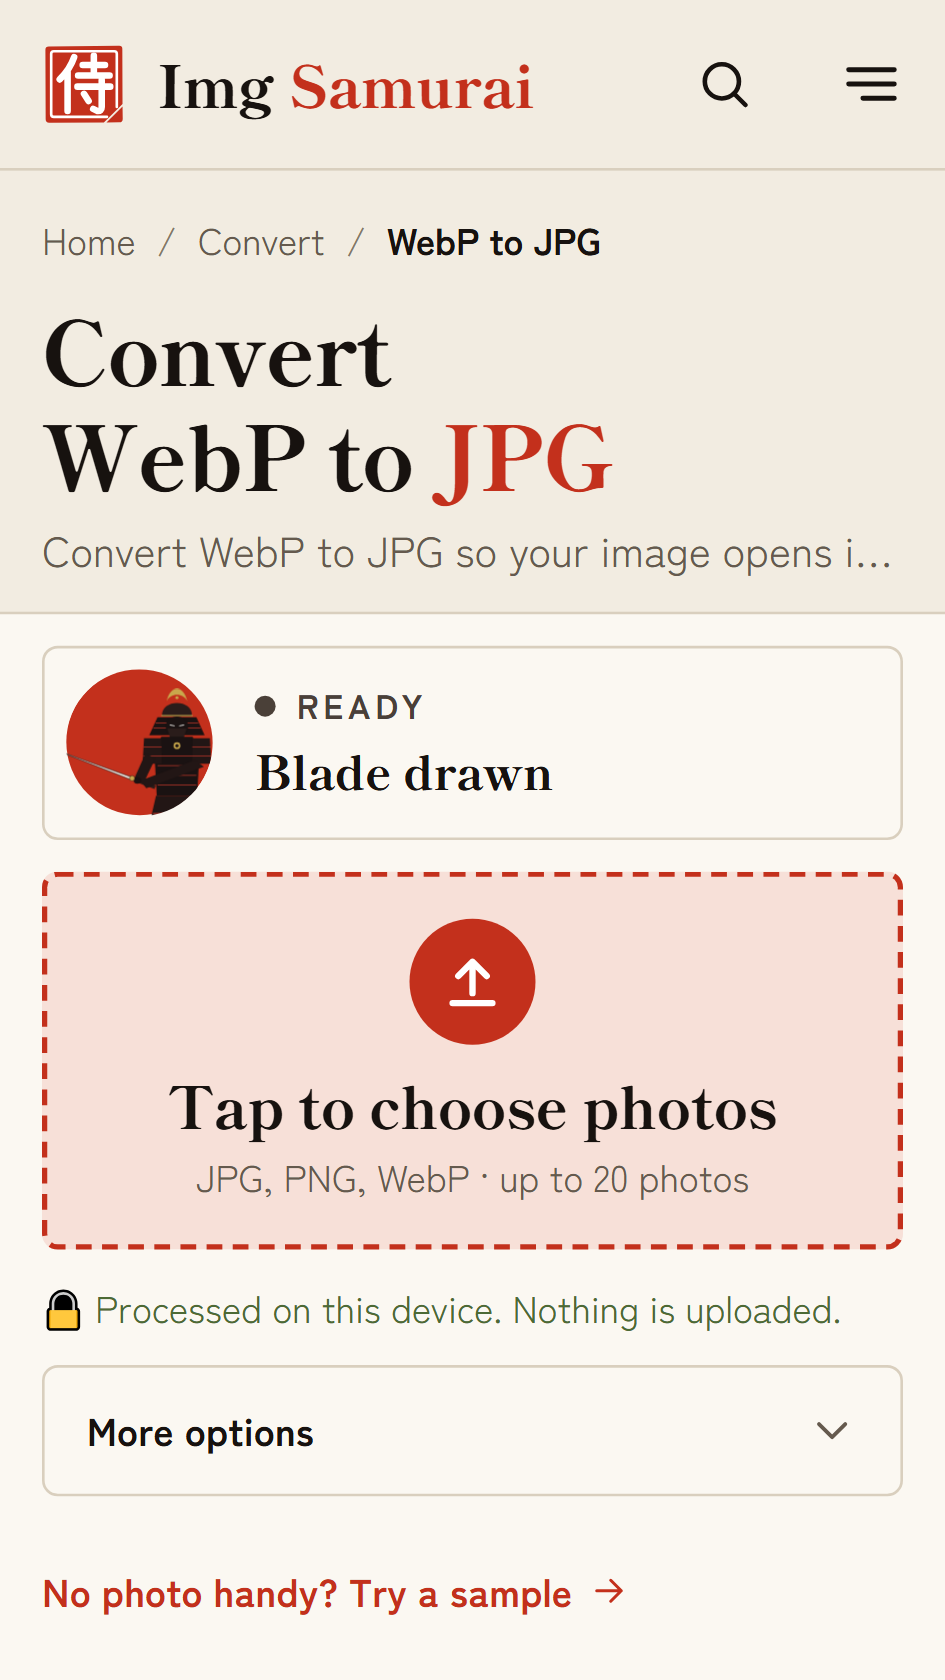 侍
Img Samurai
Home / Convert / WebP to JPG
Convert
WebP to JPG
Convert WebP to JPG so your image opens i...
READY
Blade drawn
Tap to choose photos
JPG, PNG, WebP · up to 20 photos
Processed on this device. Nothing is uploaded.
More options
No photo handy? Try a sample →